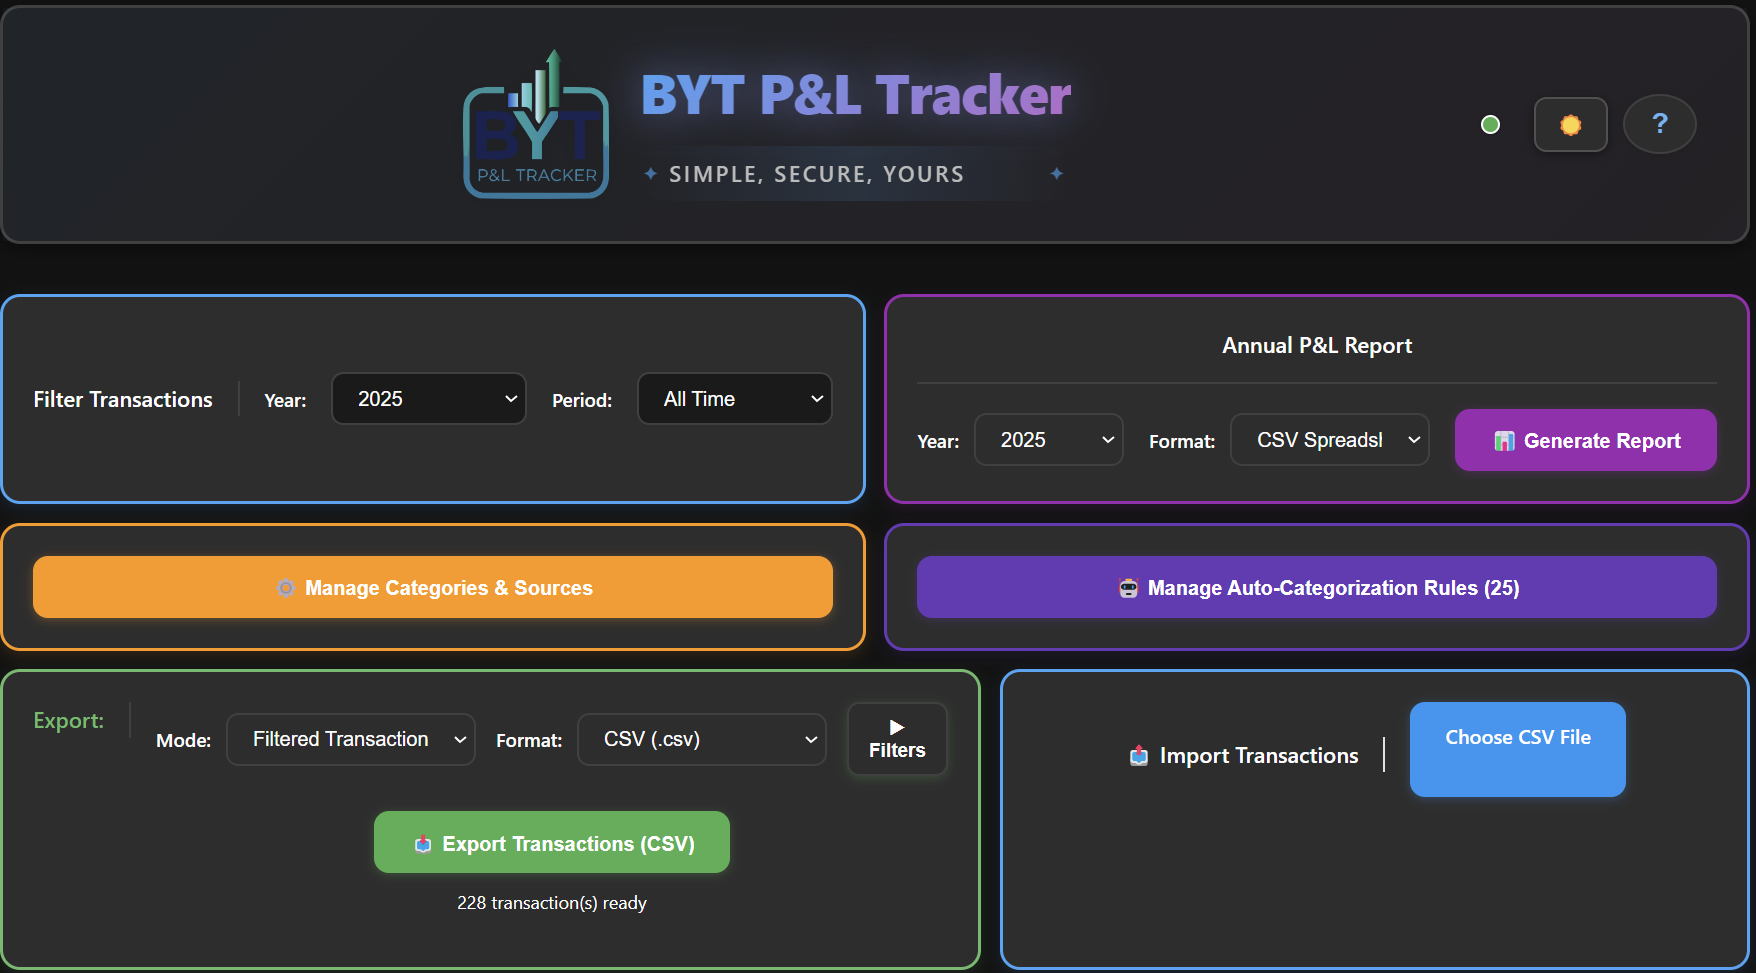 BYT
P&L TRACKER
BYT P&L Tracker
✦ SIMPLE, SECURE, YOURS ✦
?
Filter Transactions
Year:
2025
Period:
All Time
Annual P&L Report
Year:
2025
Format:
CSV Spreadsl
Generate Report
Manage Categories & Sources
Manage Auto-Categorization Rules (25)
Export:
Mode:
Filtered Transaction
Format:
CSV (.csv)
▶
Filters
Export Transactions (CSV)
228 transaction(s) ready
Import Transactions
Choose CSV File